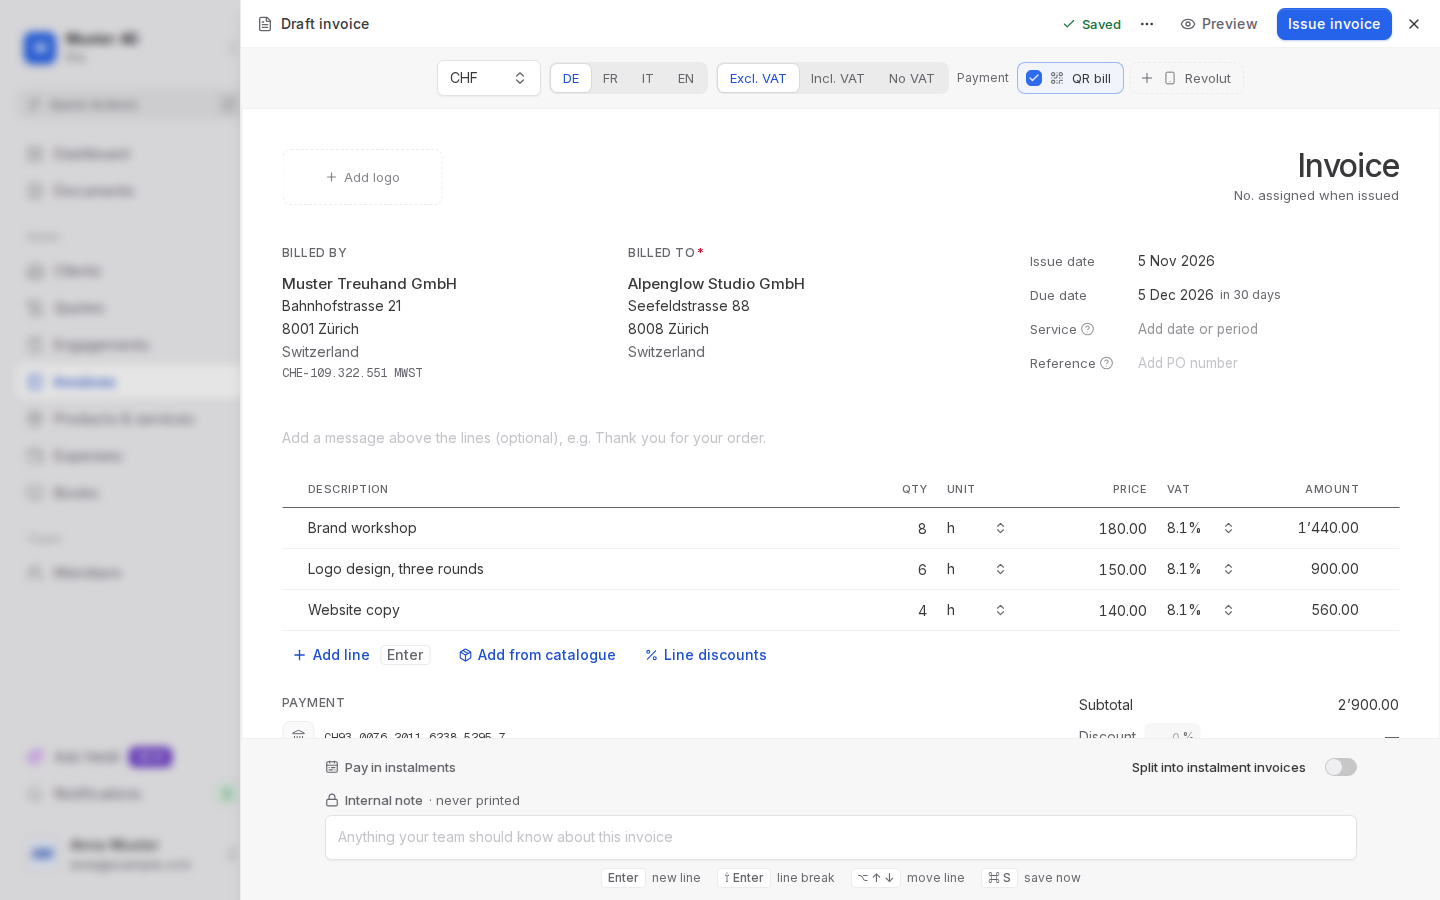 Draft invoice
Saved
Preview
Issue invoice
CHF
DE FR IT EN
Excl. VAT Incl. VAT No VAT
Payment
QR bill
Revolut
Add logo
Invoice
No. assigned when issued
BILLED BY
Muster Treuhand GmbH
Bahnhofstrasse 21
8001 Zürich
Switzerland
CHE-109.322.551 MWST
BILLED TO*
Alpenglow Studio GmbH
Seefeldstrasse 88
8008 Zürich
Switzerland
Issue date 5 Nov 2026
Due date 5 Dec 2026 in 30 days
Service Add date or period
Reference Add PO number
Add a message above the lines (optional), e.g. Thank you for your order.
DESCRIPTION QTY UNIT PRICE VAT AMOUNT
Brand workshop 8 h 180.00 8.1% 1’440.00
Logo design, three rounds 6 h 150.00 8.1% 900.00
Website copy 4 h 140.00 8.1% 560.00
Add line Enter Add from catalogue Line discounts
PAYMENT
Subtotal 2’900.00
CH93 0076 2011 6238 5295 7
Discount 0 % —
Pay in instalments
Split into instalment invoices
Internal note · never printed
Anything your team should know about this invoice
Enter new line ⇧ Enter line break ⌥ ↑ ↓ move line ⌘ S save now